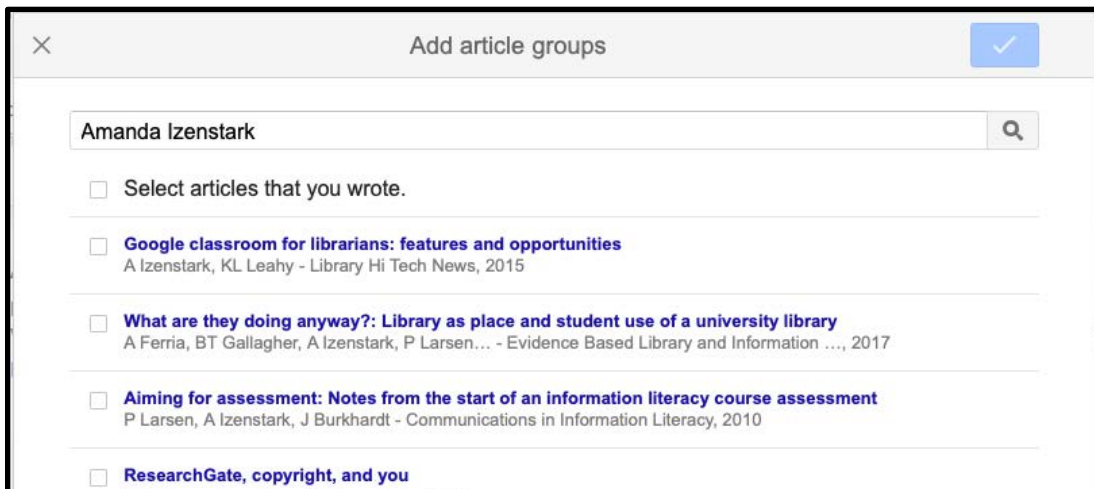 Add article groups
Amanda Izenstark
Select articles that you wrote.
Google classroom for librarians: features and opportunities
A Izenstark, KL Leahy - Library Hi Tech News, 2015
What are they doing anyway?: Library as place and student use of a university library
A Ferria, BT Gallagher, A Izenstark, P Larsen... - Evidence Based Library and Information ..., 2017
Aiming for assessment: Notes from the start of an information literacy course assessment
P Larsen, A Izenstark, J Burkhardt - Communications in Information Literacy, 2010
ResearchGate, copyright, and you